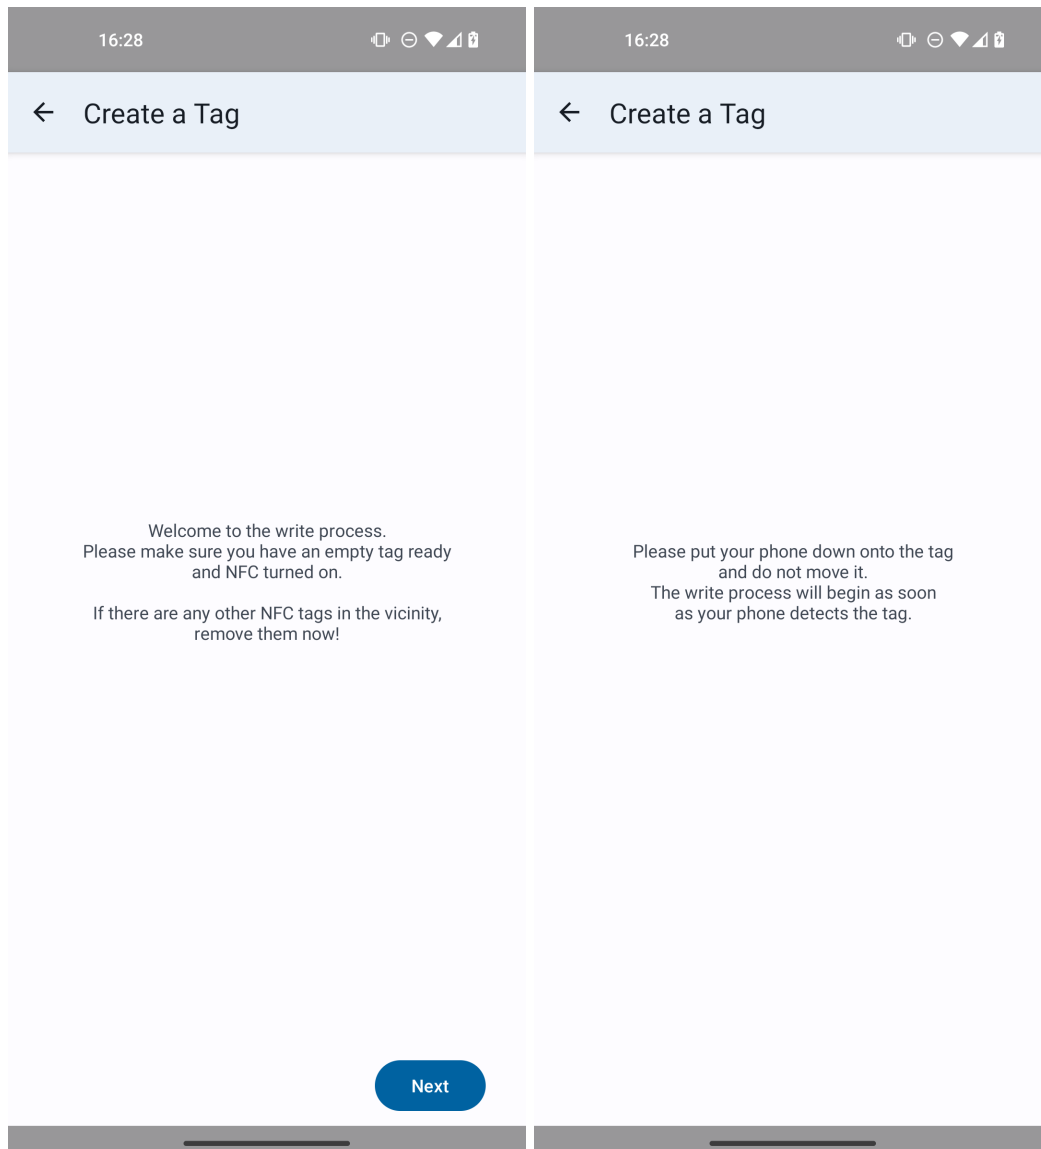 16:28
Create a Tag
Welcome to the write process.
Please make sure you have an empty tag ready
and NFC turned on.
If there are any other NFC tags in the vicinity,
remove them now!
Next
16:28
Create a Tag
Please put your phone down onto the tag
and do not move it.
The write process will begin as soon
as your phone detects the tag.